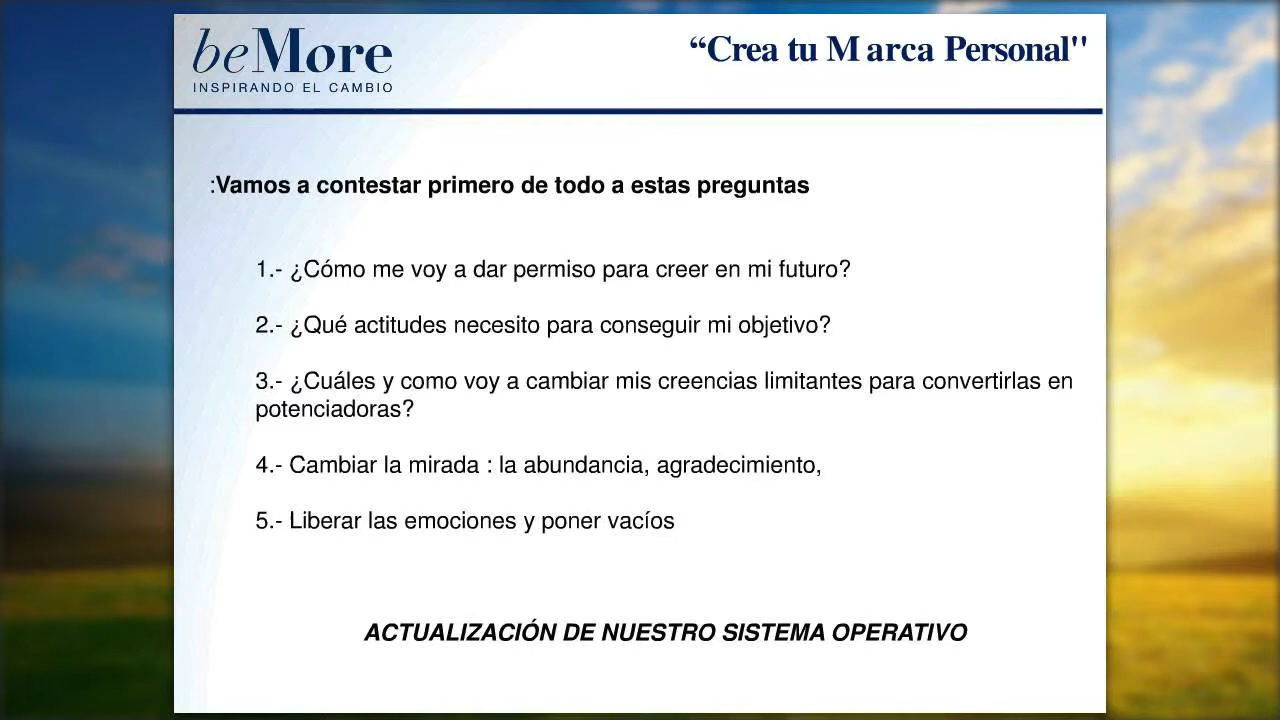 beMore
INSPIRANDO EL CAMBIO
“Crea tu Marca Personal"
:Vamos a contestar primero de todo a estas preguntas
1.- ¿Cómo me voy a dar permiso para creer en mi futuro?
2.- ¿Qué actitudes necesito para conseguir mi objetivo?
3.- ¿Cuáles y como voy a cambiar mis creencias limitantes para convertirlas en
potenciadoras?
4.- Cambiar la mirada : la abundancia, agradecimiento,
5.- Liberar las emociones y poner vacíos
ACTUALIZACIÓN DE NUESTRO SISTEMA OPERATIVO